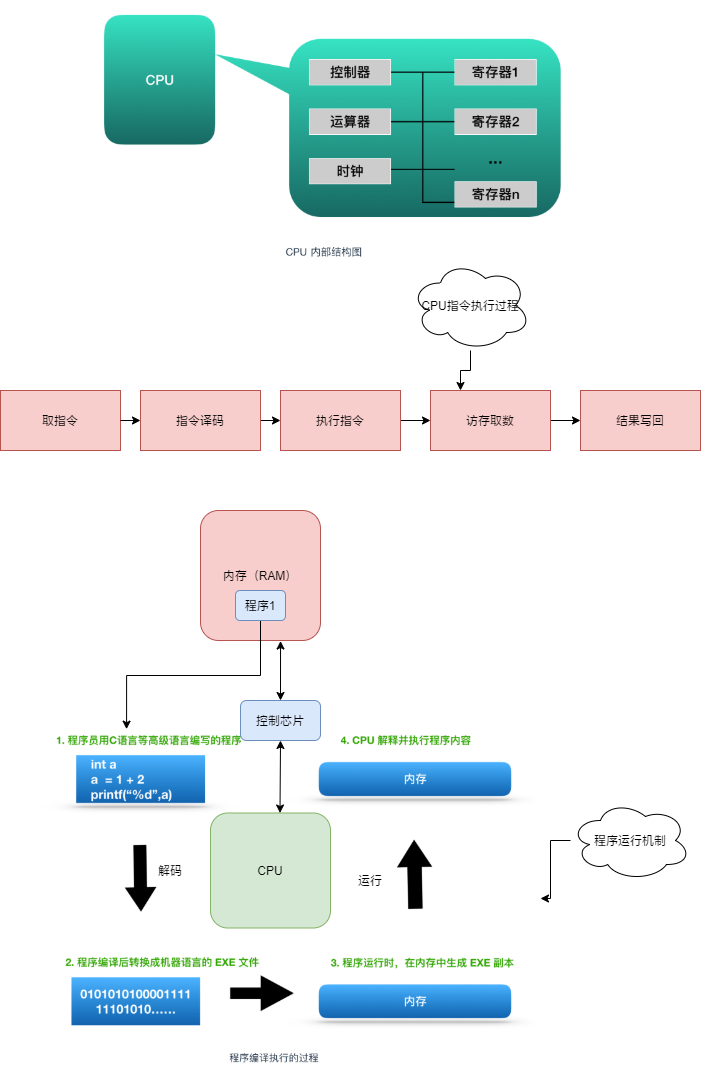 CPU
控制器
寄存器1
运算器
寄存器2
...
时钟
寄存器n
CPU 内部结构图
CPU指令执行过程
取指令
指令译码
执行指令
访存取数
结果写回
内存（RAM）
程序1
控制芯片
1. 程序员用C语言等高级语言编写的程序
int a
a = 1 + 2
printf(“%d”,a)
4. CPU 解释并执行程序内容
内存
CPU
程序运行机制
解码
运行
2. 程序编译后转换成机器语言的 EXE 文件
0101010100001111
11101010……
3. 程序运行时，在内存中生成 EXE 副本
内存
程序编译执行的过程